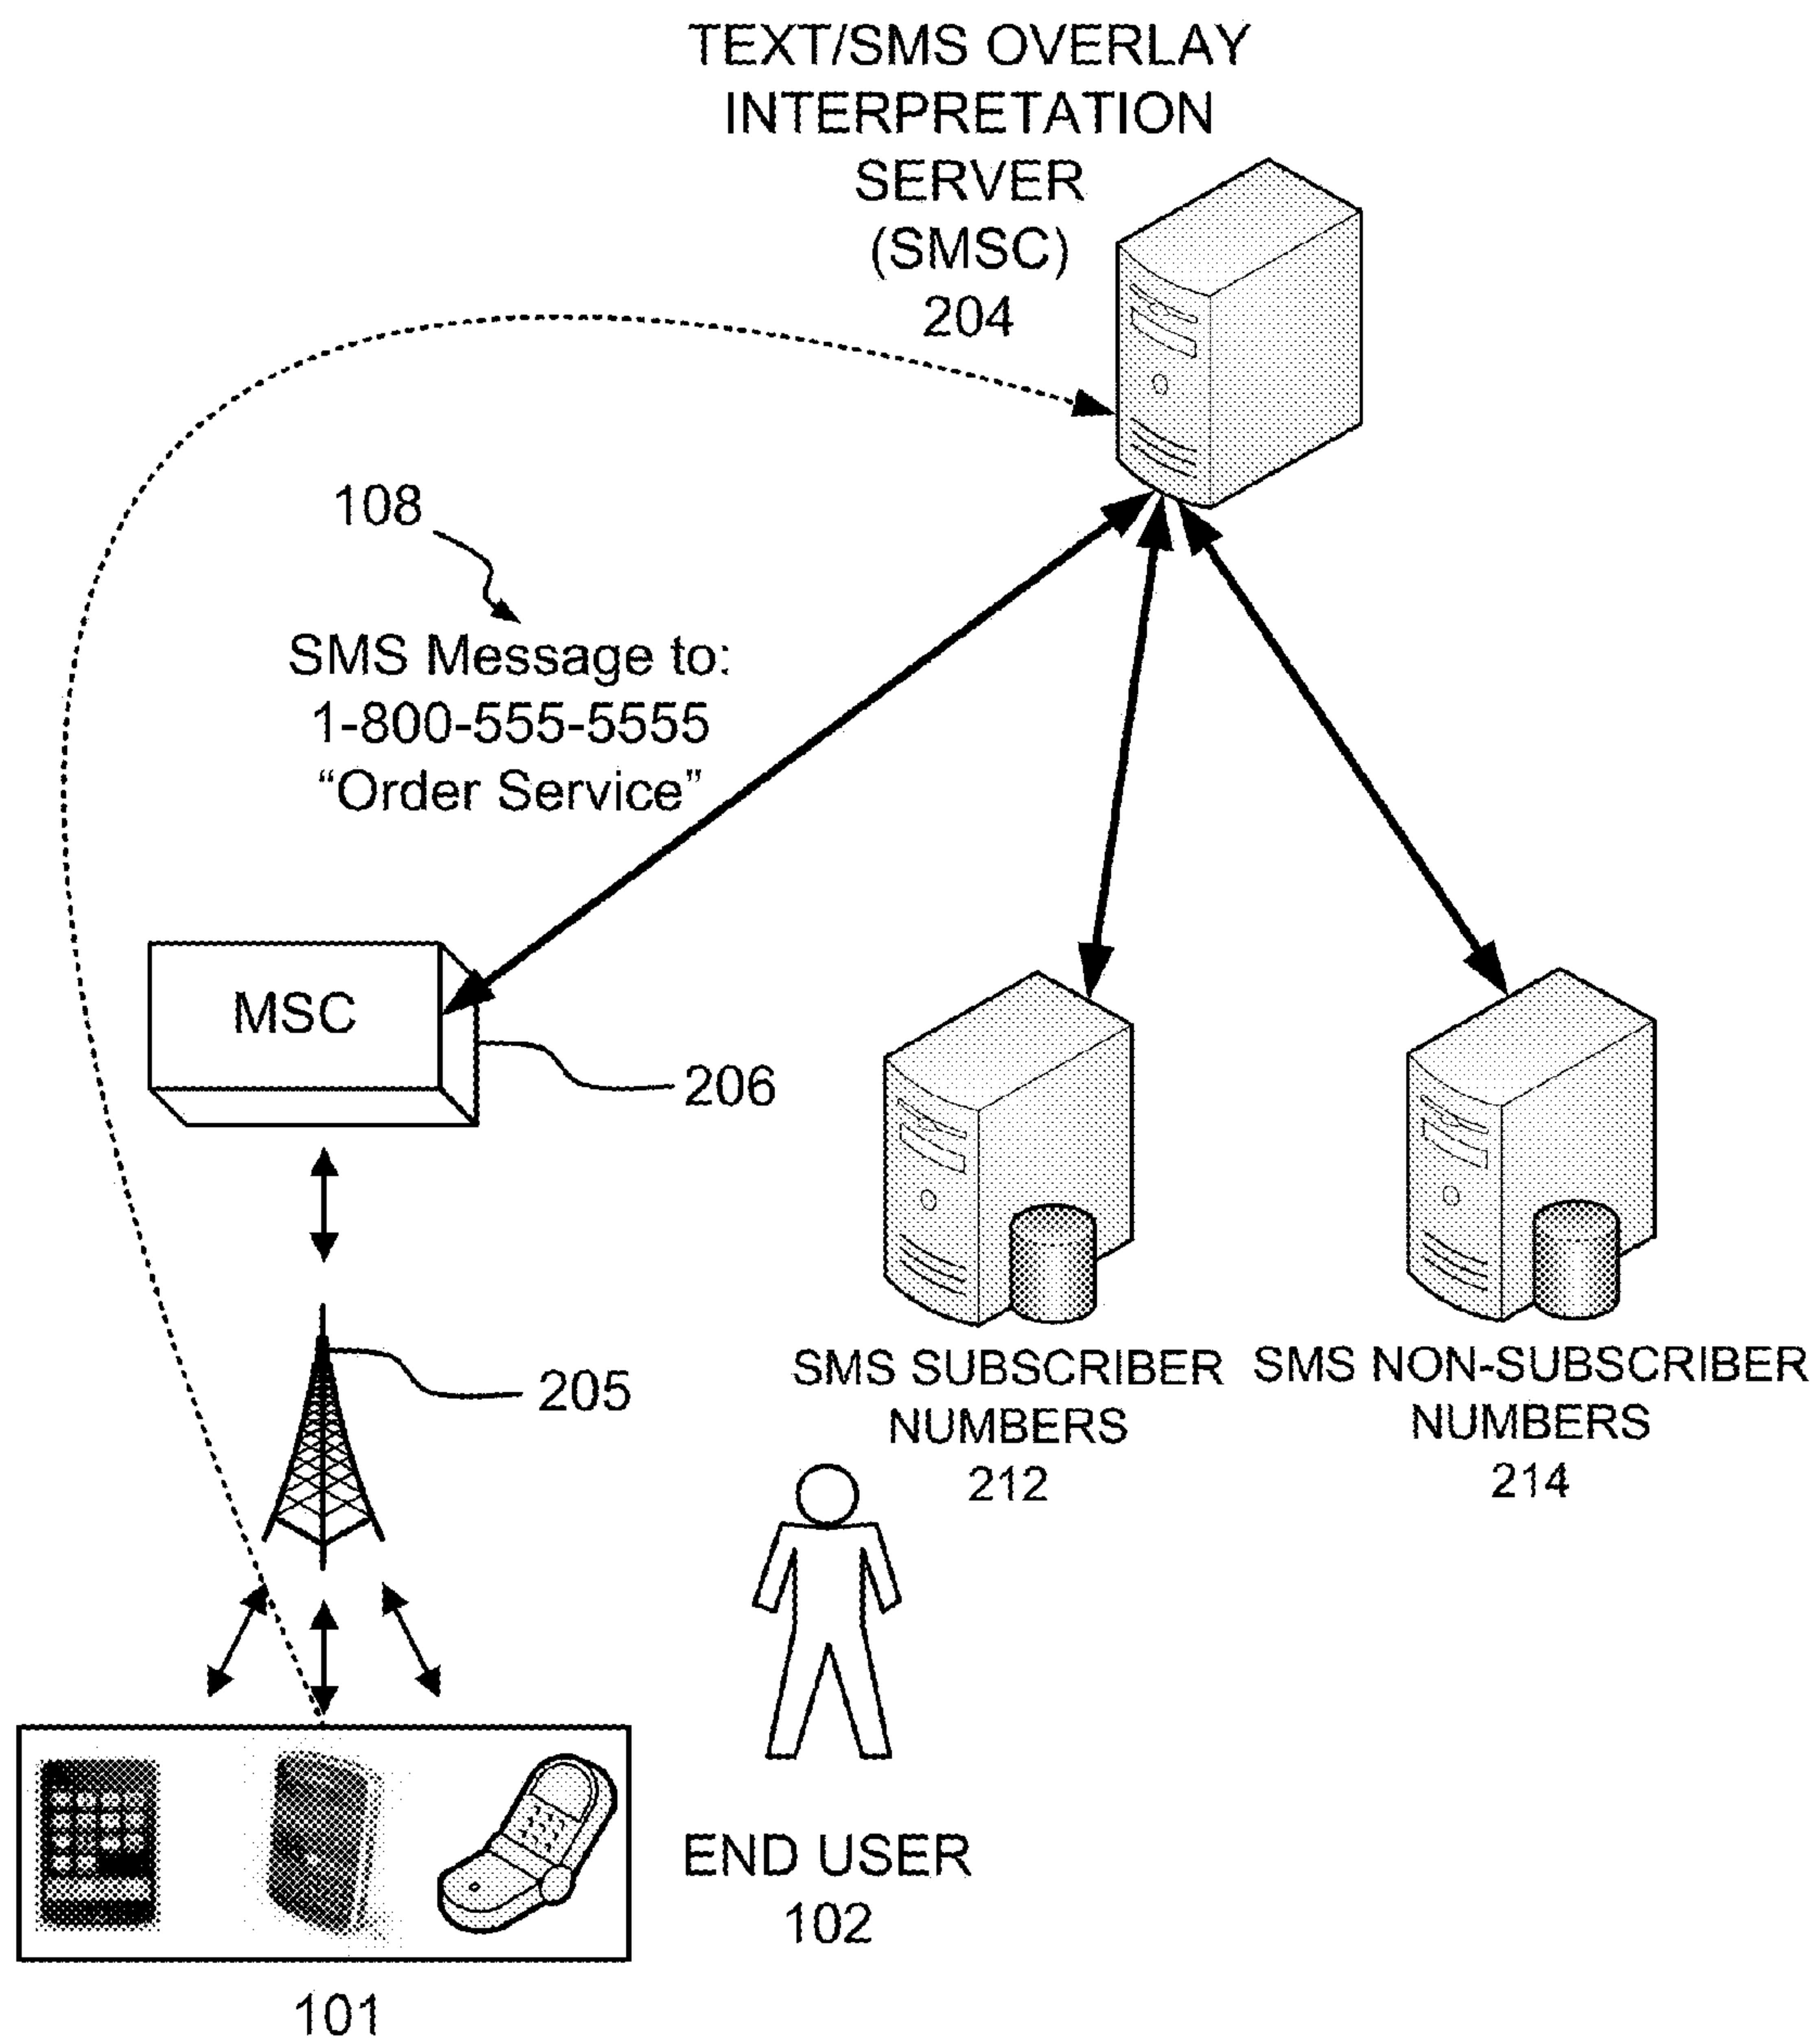 TEXT/SMS OVERLAY
INTERPRETATION
SERVER
(SMSC)
204
108
SMS Message to:
1-800-555-5555
“Order Service”
MSC
206
205
SMS SUBSCRIBER
NUMBERS
212
SMS NON-SUBSCRIBER
NUMBERS
214
END USER
102
101